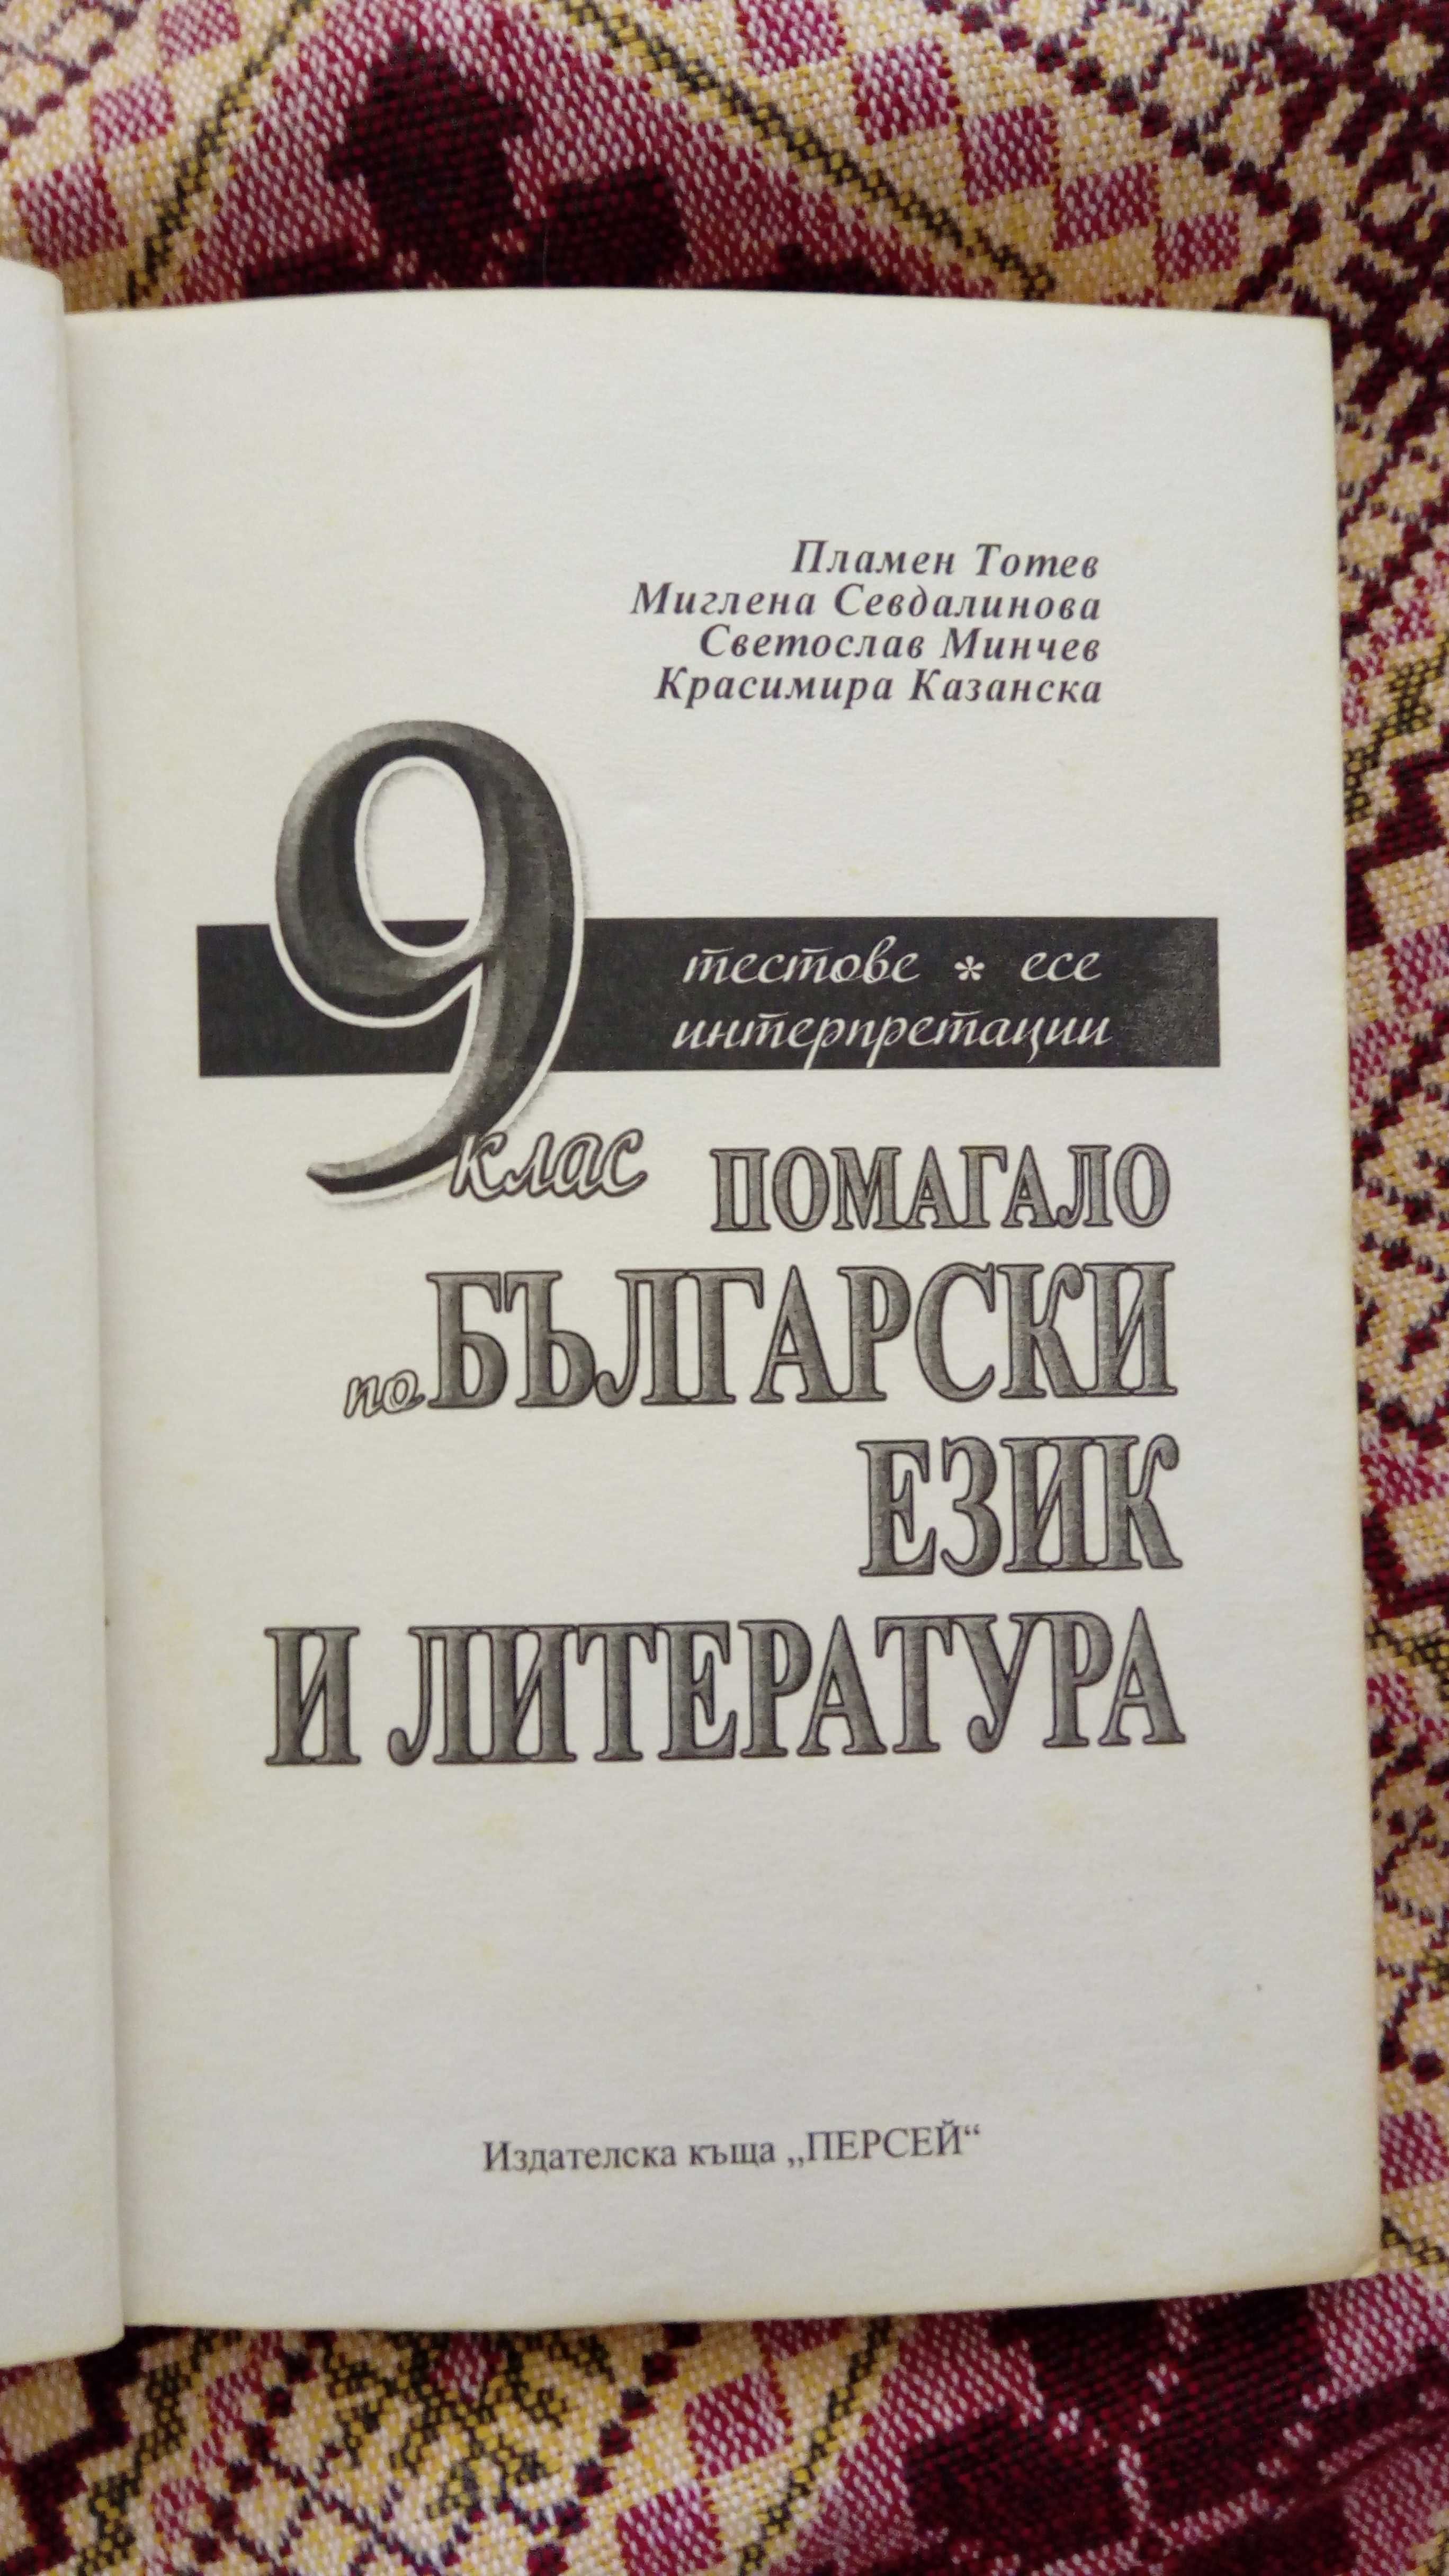 Пламен Тотев
Миглена Севдалинова
Светослав Минчев
Красимира Казанска
9
тестове * есе
интерпретации
клас ПОМАГАЛО
по БЪЛГАРСКИ
ЕЗИК
И ЛИТЕРАТУРА
Издателска къща „ПЕРСЕЙ“